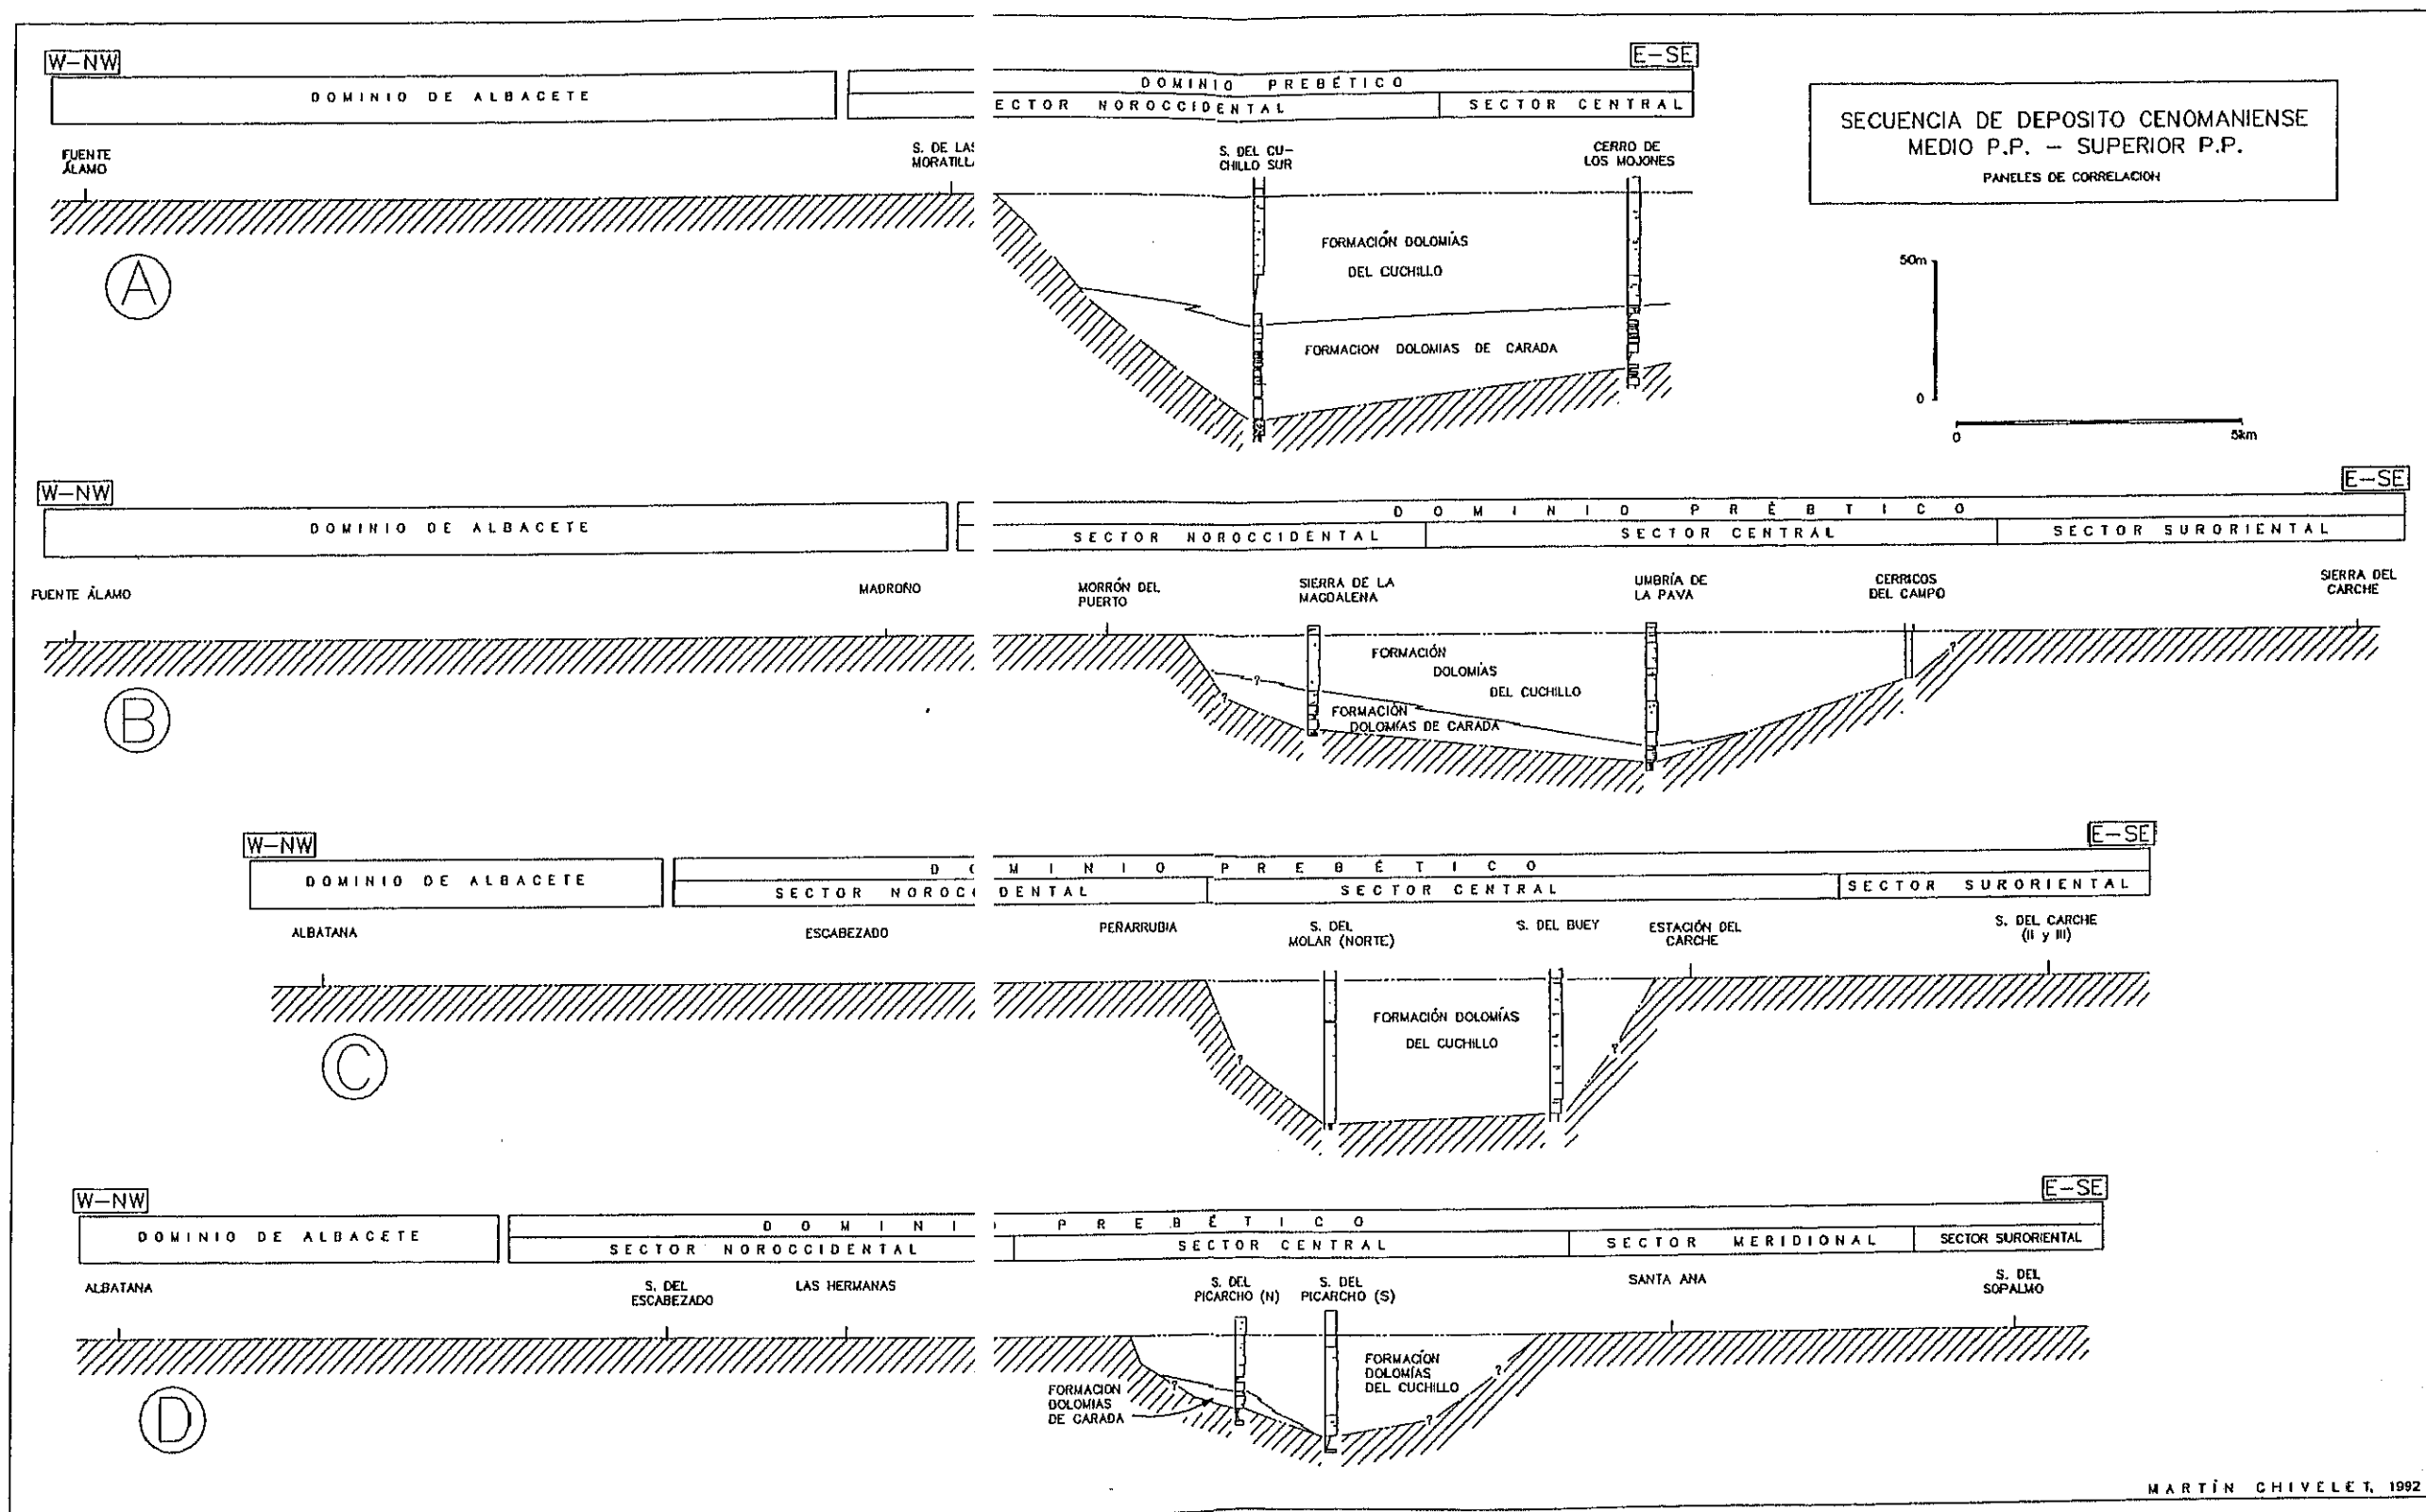 W-NW
E-SE
DOMINIO DE ALBACETE
DOMINIO PREBÉTICO
ECTOR NOROCCIDENTAL
SECTOR CENTRAL
FUENTE
ÁLAMO
S. DE LAS
MORATILLA
S. DEL CU-
CHILLO SUR
CERRO DE
LOS MOJONES
SECUENCIA DE DEPOSITO CENOMANIENSE
MEDIO P.P. - SUPERIOR P.P.
PANELES DE CORRELACION
FORMACIÓN DOLOMÍAS
DEL CUCHILLO
FORMACION DOLOMIAS DE CARADA
A
50m
0
0
5km
W-NW
E-SE
DOMINIO DE ALBACETE
DOMINIO PRÉBTICO
SECTOR NOROCCIDENTAL
SECTOR CENTRAL
SECTOR SURORIENTAL
FUENTE ÁLAMO
MADROÑO
MORRÓN DEL
PUERTO
SIERRA DE LA
MAGDALENA
UMBRÍA DE
LA PAVA
CERRICOS
DEL CAMPO
SIERRA DEL
CARCHE
FORMACIÓN
DOLOMÍAS
DEL CUCHILLO
?
?
?
FORMACIÓN
DOLOMÍAS DE CARADA
B
W-NW
E-SE
DOMINIO DE ALBACETE
D
MINIO PREBÉTICO
SECTOR NOROCC
DENTAL
SECTOR CENTRAL
SECTOR SURORIENTAL
ALBATANA
ESCABEZADO
PEÑARRUBIA
S. DEL
MOLAR (NORTE)
S. DEL BUEY
ESTACIÓN DEL
CARCHE
S. DEL CARCHE
(II y III)
FORMACIÓN DOLOMÍAS
DEL CUCHILLO
?
?
C
W-NW
E-SE
DOMINIO DE ALBACETE
DOMINI
PREBÉTICO
SECTOR NOROCCIDENTAL
SECTOR CENTRAL
SECTOR MERIDIONAL
SECTOR SURORIENTAL
ALBATANA
S. DEL
ESCABEZADO
LAS HERMANAS
S. DEL
PICARCHO (N)
S. DEL
PICARCHO (S)
SANTA ANA
S. DEL
SOPALMO
FORMACIÓN
DOLOMÍAS
DEL CUCHILLO
?
?
?
FORMACION
DOLOMIAS
DE CARADA
D
MARTÍN CHIVELET, 1992